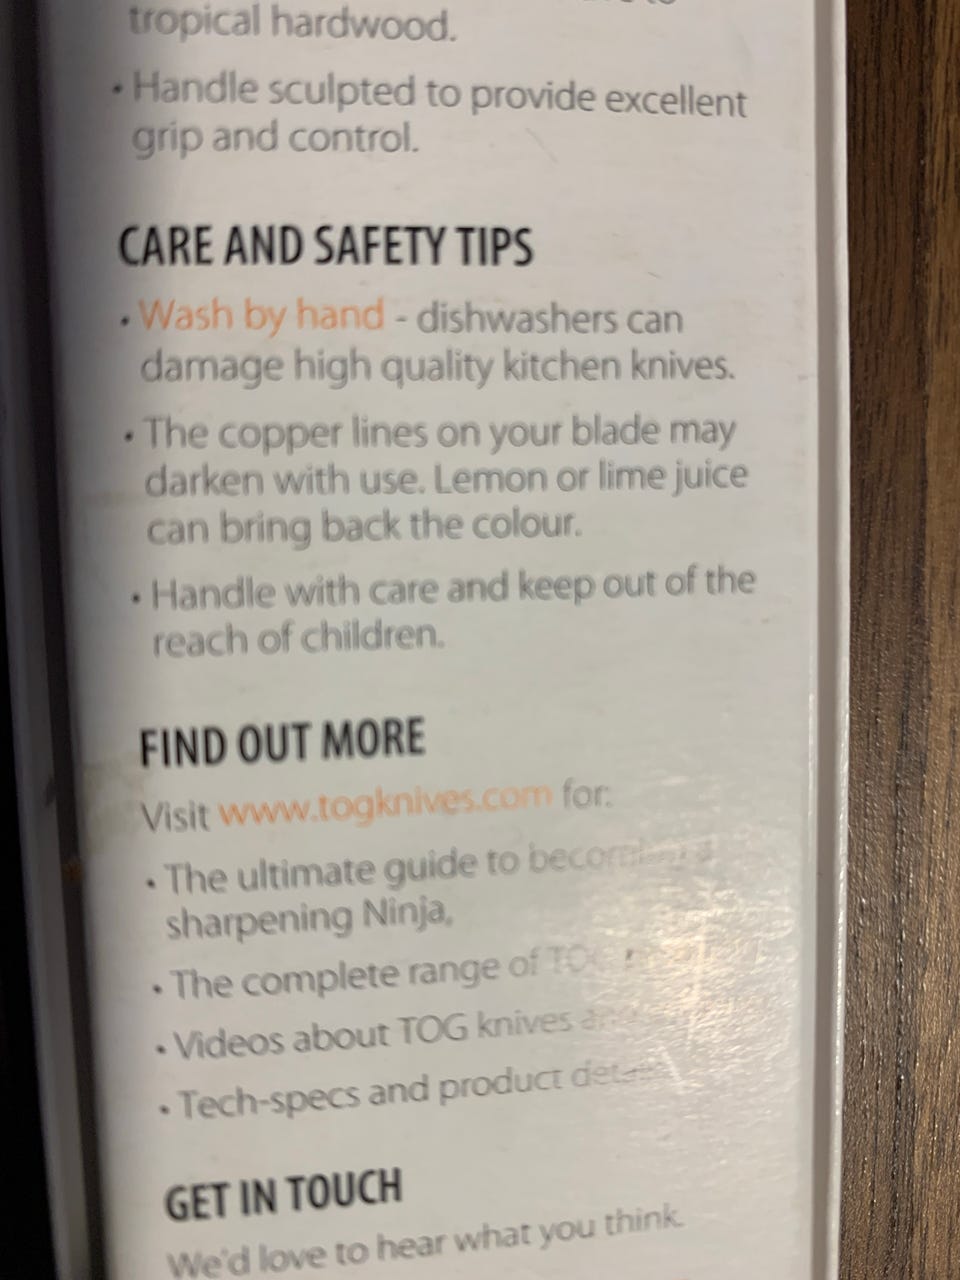 tropical hardwood.
• Handle sculpted to provide excellent
grip and control.
CARE AND SAFETY TIPS
• Wash by hand - dishwashers can
damage high quality kitchen knives.
• The copper lines on your blade may
darken with use. Lemon or lime juice
can bring back the colour.
• Handle with care and keep out of the
reach of children.
FIND OUT MORE
Visit www.togknives.com for:
• The ultimate guide to
sharpening Ninja,
• The complete range of
• Videos about TOG knives
• Tech-specs and product
GET IN TOUCH
We'd love to hear what you think.